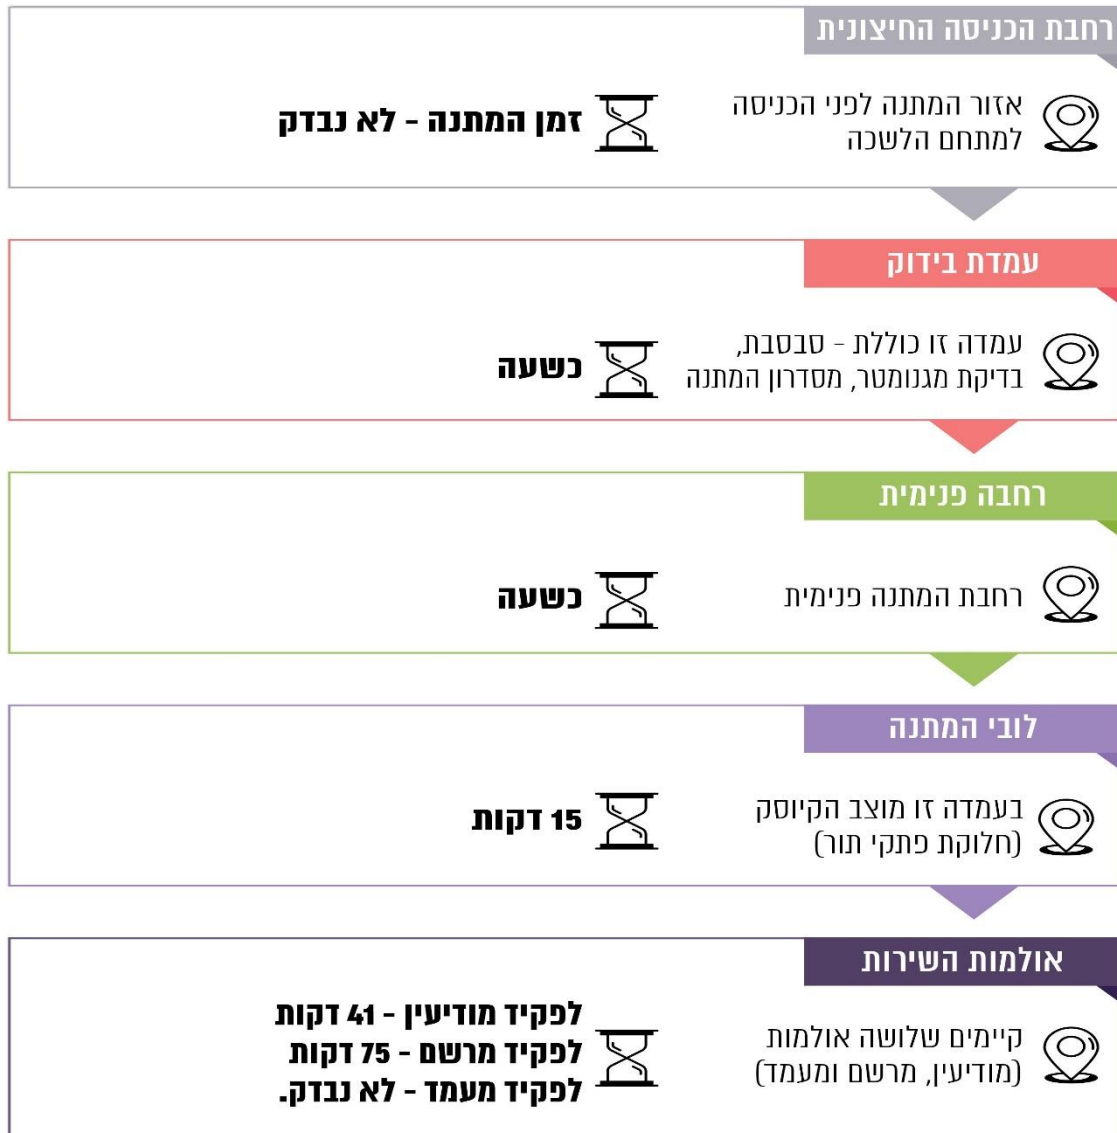 רחבת הכניסה החיצונית
אזור המתנה לפני הכניסה
למתחם הלשכה
זמן המתנה - לא נבדק
עמדת בידוק
עמדה זו כוללת - סבסבת,
בדיקת מגנומטר, מסדרון המתנה
כשעה
רחבה פנימית
רחבת המתנה פנימית
כשעה
לובי המתנה
בעמדה זו מוצב הקיוסק
(חלוקת פתקי תור)
15 דקות
אולמות השירות
קיימים שלושה אולמות
(מודיעין, מרשם ומעמד)
לפקיד מודיעין - 41 דקות
לפקיד מרשם - 75 דקות
לפקיד מעמד - לא נבדק.